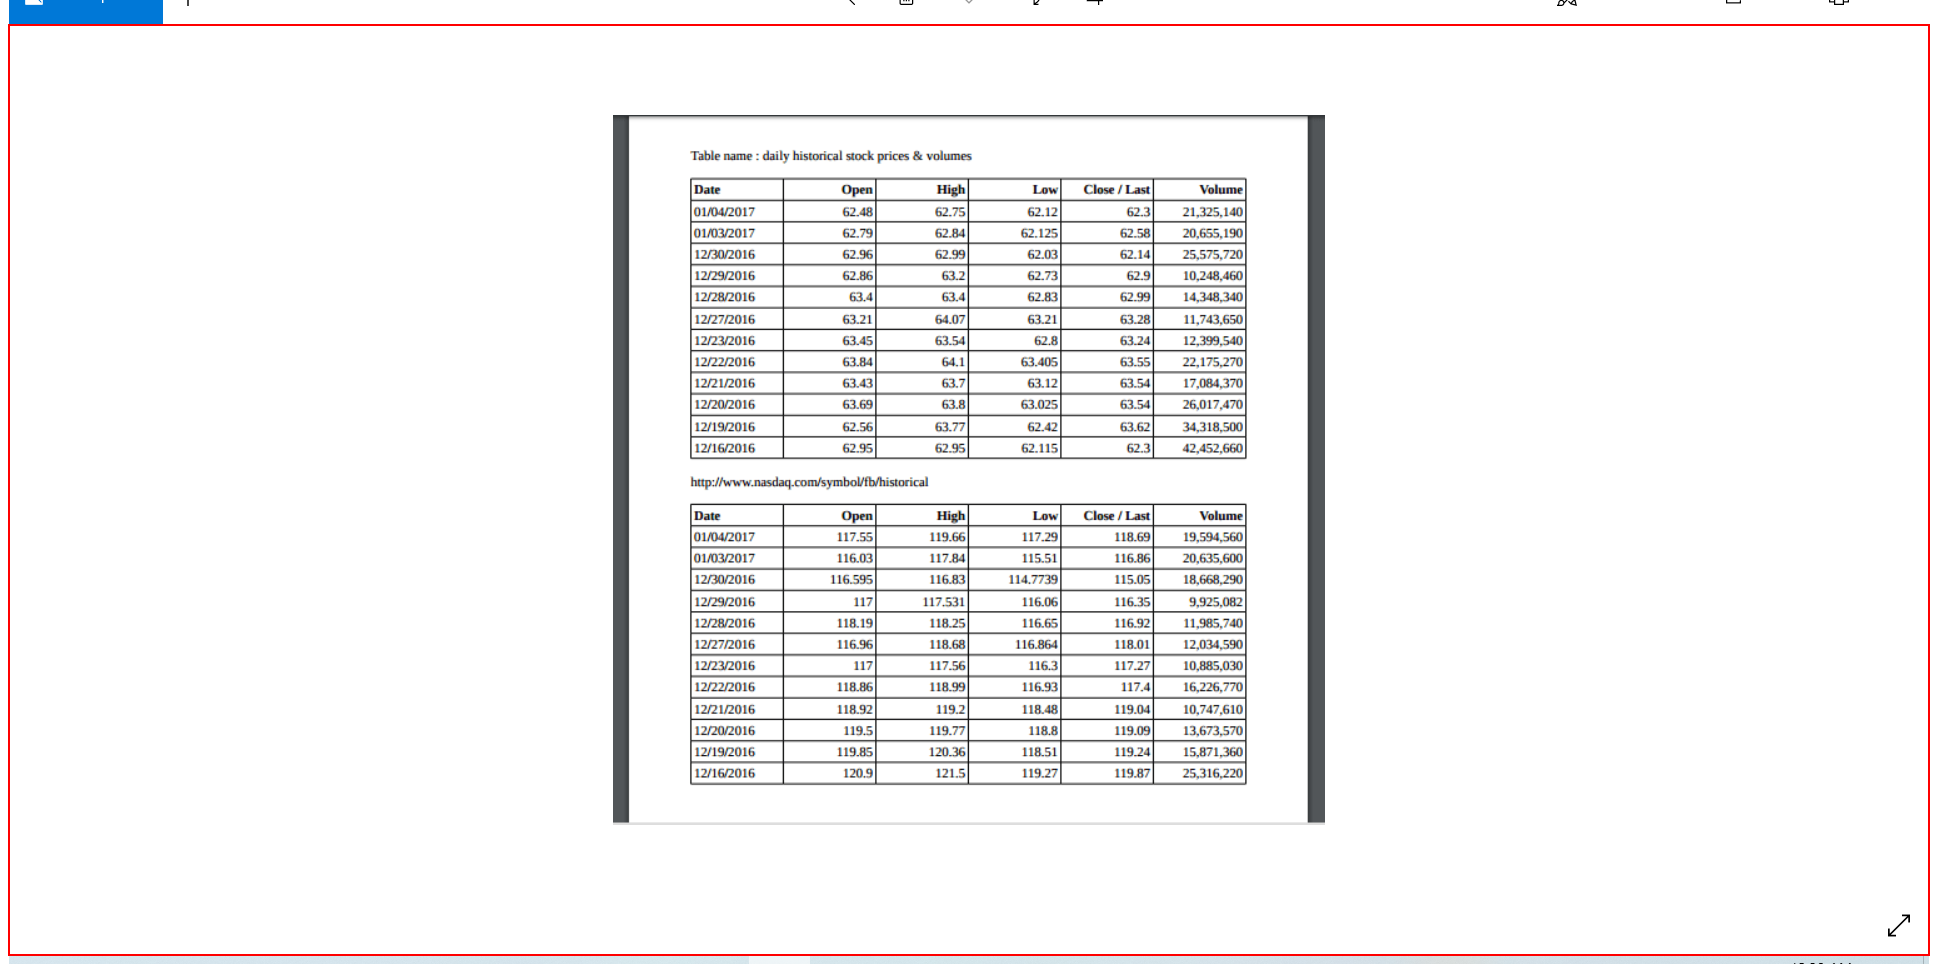 Table name : daily historical stock prices & volumes
Date Open High Low Close / Last Volume
01/04/2017 62.48 62.75 62.12 62.3 21,325,140
01/03/2017 62.79 62.84 62.125 62.58 20,655,190
12/30/2016 62.96 62.99 62.03 62.14 25,575,720
12/29/2016 62.86 63.2 62.73 62.9 10,248,460
12/28/2016 63.4 63.4 62.83 62.99 14,348,340
12/27/2016 63.21 64.07 63.21 63.28 11,743,650
12/23/2016 63.45 63.54 62.8 63.24 12,399,540
12/22/2016 63.84 64.1 63.405 63.55 22,175,270
12/21/2016 63.43 63.7 63.12 63.54 17,084,370
12/20/2016 63.69 63.8 63.025 63.54 26,017,470
12/19/2016 62.56 63.77 62.42 63.62 34,318,500
12/16/2016 62.95 62.95 62.115 62.3 42,452,660
http://www.nasdaq.com/symbol/fb/historical
Date Open High Low Close / Last Volume
01/04/2017 117.55 119.66 117.29 118.69 19,594,560
01/03/2017 116.03 117.84 115.51 116.86 20,635,600
12/30/2016 116.595 116.83 114.7739 115.05 18,668,290
12/29/2016 117 117.531 116.06 116.35 9,925,082
12/28/2016 118.19 118.25 116.65 116.92 11,985,740
12/27/2016 116.96 118.68 116.864 118.01 12,034,590
12/23/2016 117 117.56 116.3 117.27 10,885,030
12/22/2016 118.86 118.99 116.93 117.4 16,226,770
12/21/2016 118.92 119.2 118.48 119.04 10,747,610
12/20/2016 119.5 119.77 118.8 119.09 13,673,570
12/19/2016 119.85 120.36 118.51 119.24 15,871,360
12/16/2016 120.9 121.5 119.27 119.87 25,316,220